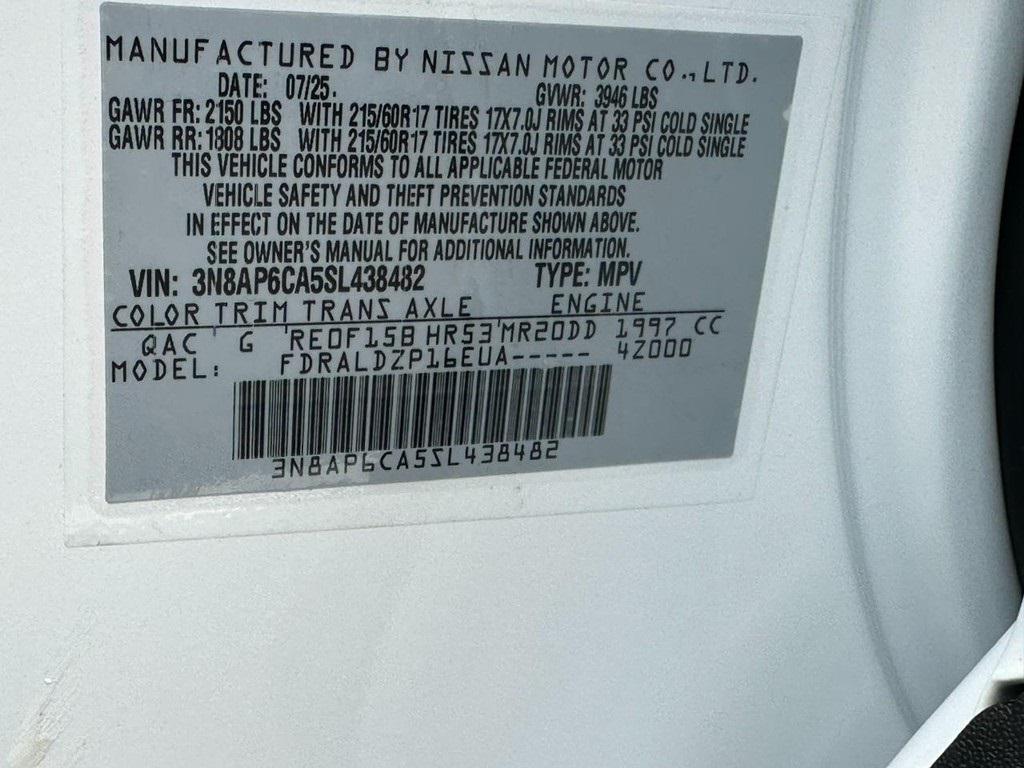 MANUFACTURED BY NISSAN MOTOR CO.,LTD.
DATE: 07/25. GVWR: 3946 LBS
GAWR FR: 2150 LBS WITH 215/60R17 TIRES 17X7.0J RIMS AT 33 PSI COLD SINGLE
GAWR RR: 1808 LBS WITH 215/60R17 TIRES 17X7.0J RIMS AT 33 PSI COLD SINGLE
THIS VEHICLE CONFORMS TO ALL APPLICABLE FEDERAL MOTOR
VEHICLE SAFETY AND THEFT PREVENTION STANDARDS
IN EFFECT ON THE DATE OF MANUFACTURE SHOWN ABOVE.
SEE OWNER'S MANUAL FOR ADDITIONAL INFORMATION.
VIN: 3N8AP6CA5SL438482 TYPE: MPV
COLOR TRIM TRANS AXLE ENGINE
QAC G RE0F15B HR53 MR20DD 1997 CC
MODEL: FDRALDZP16EUA----- 4Z000
3N8AP6CA5SL438482